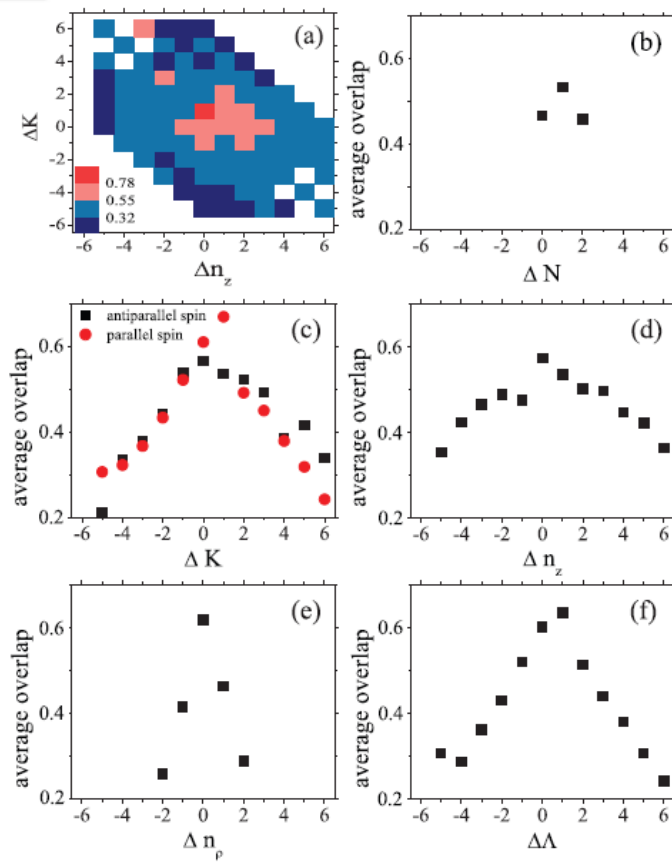 (a)
6
4
2
0
-2
-4
-6
ΔK
0.78
0.55
0.32
-6 -4 -2 0 2 4 6
Δn_z
(b)
0.6
0.4
0.2
average overlap
-6 -4 -2 0 2 4 6
Δ N
antiparallel spin
parallel spin
(c)
0.6
0.4
0.2
average overlap
-6 -4 -2 0 2 4 6
Δ K
(d)
0.6
0.4
0.2
average overlap
-6 -4 -2 0 2 4 6
Δ n_z
(e)
0.6
0.4
0.2
average overlap
-6 -4 -2 0 2 4 6
Δ n_ρ
(f)
0.6
0.4
0.2
average overlap
-6 -4 -2 0 2 4 6
ΔΛ